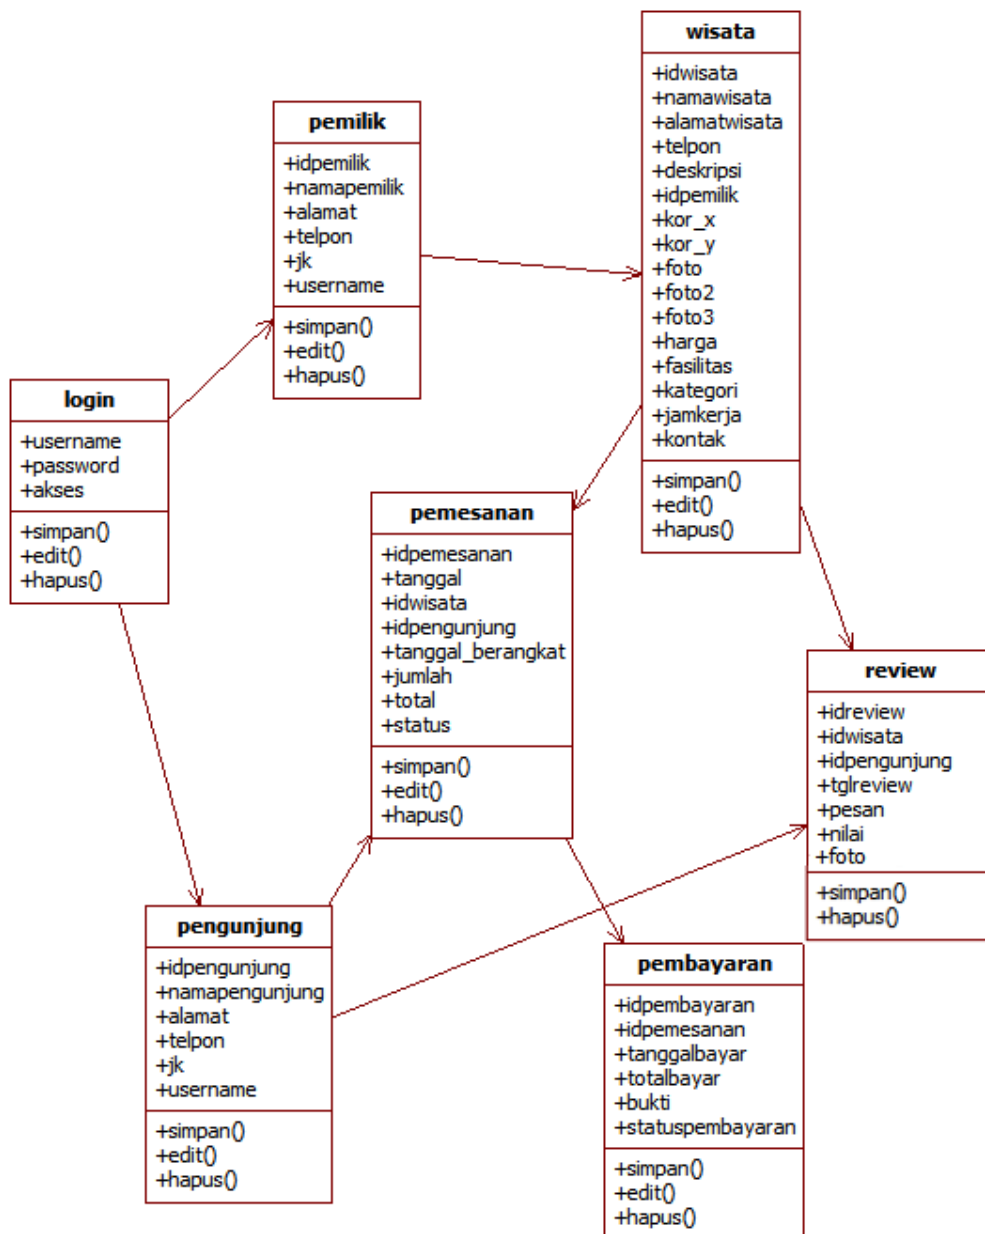 wisata
+idwisata
+namawisata
+alamatwisata
+telpon
+deskripsi
+idpemilik
+kor_x
+kor_y
+foto
+foto2
+foto3
+harga
+fasilitas
+kategori
+jamkerja
+kontak
+simpan()
+edit()
+hapus()
pemilik
+idpemilik
+namapemilik
+alamat
+telpon
+jk
+username
+simpan()
+edit()
+hapus()
login
+username
+password
+akses
+simpan()
+edit()
+hapus()
pemesanan
+idpemesanan
+tanggal
+idwisata
+idpengunjung
+tanggal_berangkat
+jumlah
+total
+status
+simpan()
+edit()
+hapus()
review
+idreview
+idwisata
+idpengunjung
+tglreview
+pesan
+nilai
+foto
+simpan()
+hapus()
pengunjung
+idpengunjung
+namapengunjung
+alamat
+telpon
+jk
+username
+simpan()
+edit()
+hapus()
pembayaran
+idpembayaran
+idpemesanan
+tanggalbayar
+totalbayar
+bukti
+statuspembayaran
+simpan()
+edit()
+hapus()